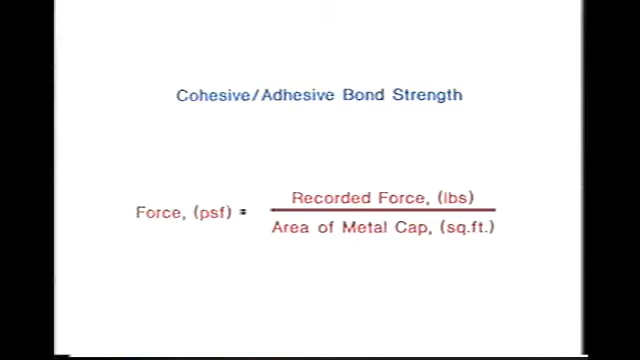 Cohesive/Adhesive Bond Strength
Force, (psf) = Recorded Force, (lbs)
Area of Metal Cap, (sq.ft.)